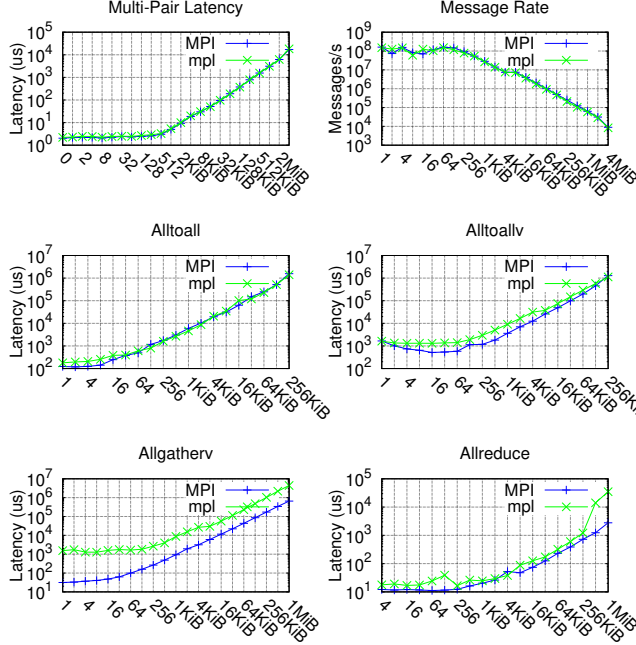 Multi-Pair Latency
Latency (us)
10^5
10^4
10^3
10^2
10^1
10^0
MPI
mpl
0
2
8
32
128
512
2KiB
8KiB
32KiB
128KiB
512KiB
2MiB
Message Rate
Messages/s
10^9
10^8
10^7
10^6
10^5
10^4
10^3
MPI
mpl
1
4
16
64
256
1KiB
4KiB
16KiB
64KiB
256KiB
1MiB
4MiB
Alltoall
Latency (us)
10^7
10^6
10^5
10^4
10^3
10^2
MPI
mpl
1
4
16
64
256
1KiB
4KiB
16KiB
64KiB
256KiB
Alltoallv
Latency (us)
10^7
10^6
10^5
10^4
10^3
10^2
MPI
mpl
1
4
16
64
256
1KiB
4KiB
16KiB
64KiB
256KiB
Allgatherv
Latency (us)
10^7
10^6
10^5
10^4
10^3
10^2
10^1
MPI
mpl
1
4
16
64
256
1KiB
4KiB
16KiB
64KiB
256KiB
1MiB
Allreduce
Latency (us)
10^5
10^4
10^3
10^2
10^1
MPI
mpl
4
16
64
256
1KiB
4KiB
16KiB
64KiB
256KiB
1MiB